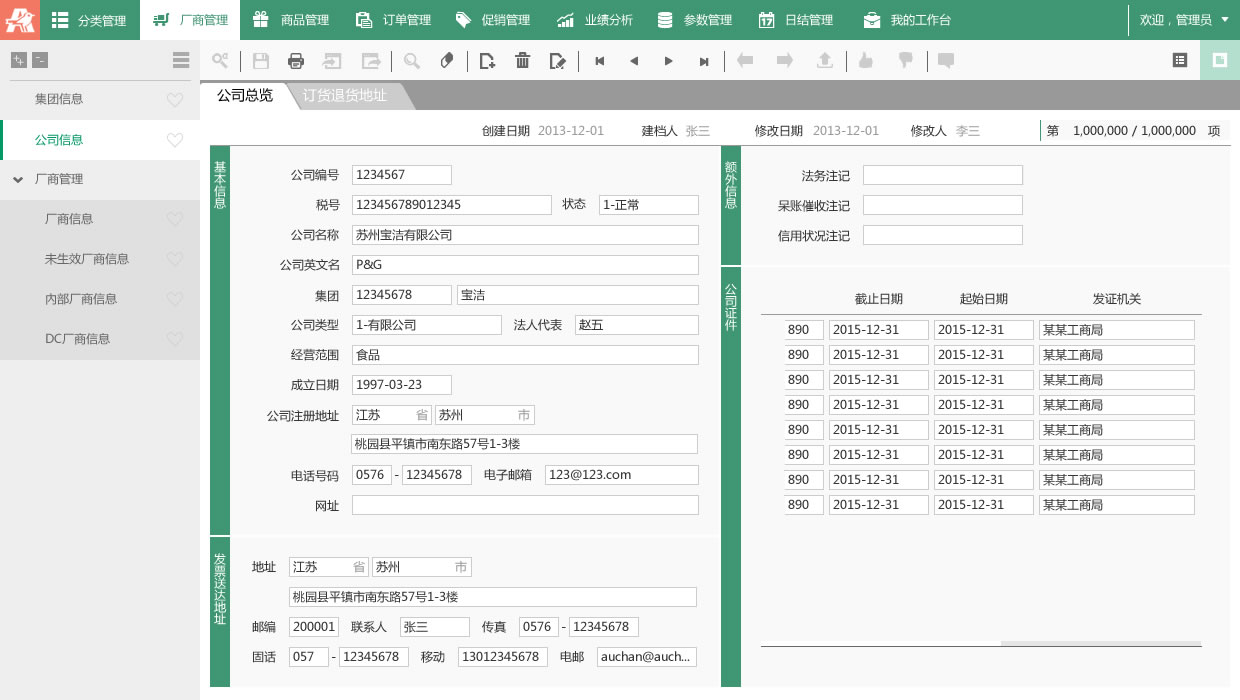 分类管理 厂商管理 商品管理 订单管理 促销管理 业绩分析 参数管理 日结管理 我的工作台 欢迎，管理员
集团信息
公司信息
厂商管理
厂商信息
未生效厂商信息
内部厂商信息
DC厂商信息
公司总览 订货退货地址
创建日期 2013-12-01 建档人 张三 修改日期 2013-12-01 修改人 李三 第 1,000,000 / 1,000,000 项
基本信息
公司编号 1234567
税号 123456789012345 状态 1-正常
公司名称 苏州宝洁有限公司
公司英文名 P&G
集团 12345678 宝洁
公司类型 1-有限公司 法人代表 赵五
经营范围 食品
成立日期 1997-03-23
公司注册地址 江苏 省 苏州 市
桃园县平镇市南东路57号1-3楼
电话号码 0576 - 12345678 电子邮箱 123@123.com
网址
发票送达地址
地址 江苏 省 苏州 市
桃园县平镇市南东路57号1-3楼
邮编 200001 联系人 张三 传真 0576 - 12345678
固话 057 - 12345678 移动 13012345678 电邮 auchan@auch...
额外信息
法务注记
呆账催收注记
信用状况注记
公司证件
截止日期 起始日期 发证机关
890 2015-12-31 2015-12-31 某某工商局
890 2015-12-31 2015-12-31 某某工商局
890 2015-12-31 2015-12-31 某某工商局
890 2015-12-31 2015-12-31 某某工商局
890 2015-12-31 2015-12-31 某某工商局
890 2015-12-31 2015-12-31 某某工商局
890 2015-12-31 2015-12-31 某某工商局
890 2015-12-31 2015-12-31 某某工商局